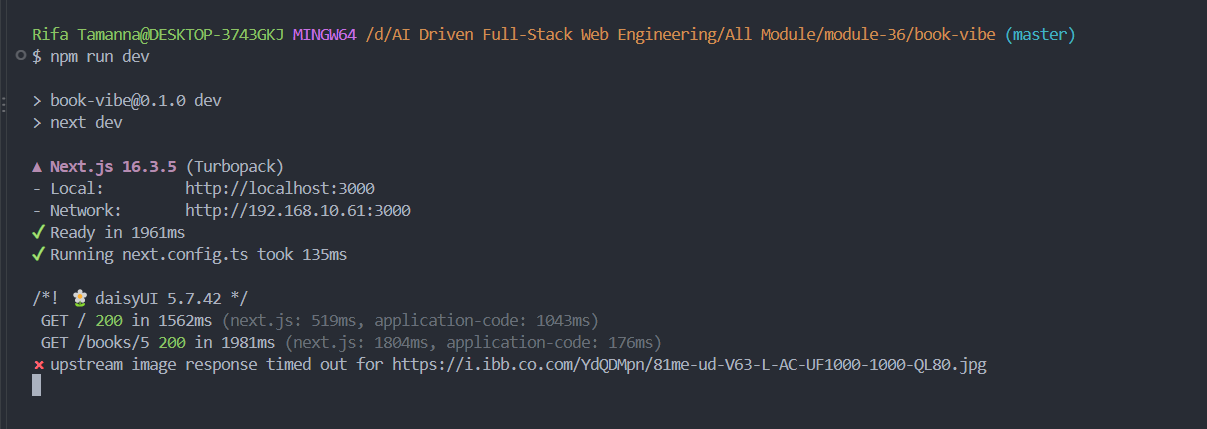 Rifa Tamanna@DESKTOP-3743GKJ MINGW64 /d/AI Driven Full-Stack Web Engineering/All Module/module-36/book-vibe (master)
$ npm run dev
> book-vibe@0.1.0 dev
> next dev
▲ Next.js 16.3.5 (Turbopack)
- Local: http://localhost:3000
- Network: http://192.168.10.61:3000
✓ Ready in 1961ms
✓ Running next.config.ts took 135ms
/*! 🌼 daisyUI 5.7.42 */
GET / 200 in 1562ms (next.js: 519ms, application-code: 1043ms)
GET /books/5 200 in 1981ms (next.js: 1804ms, application-code: 176ms)
⨯ upstream image response timed out for https://i.ibb.co.com/YdQDMpn/81me-ud-V63-L-AC-UF1000-1000-QL80.jpg